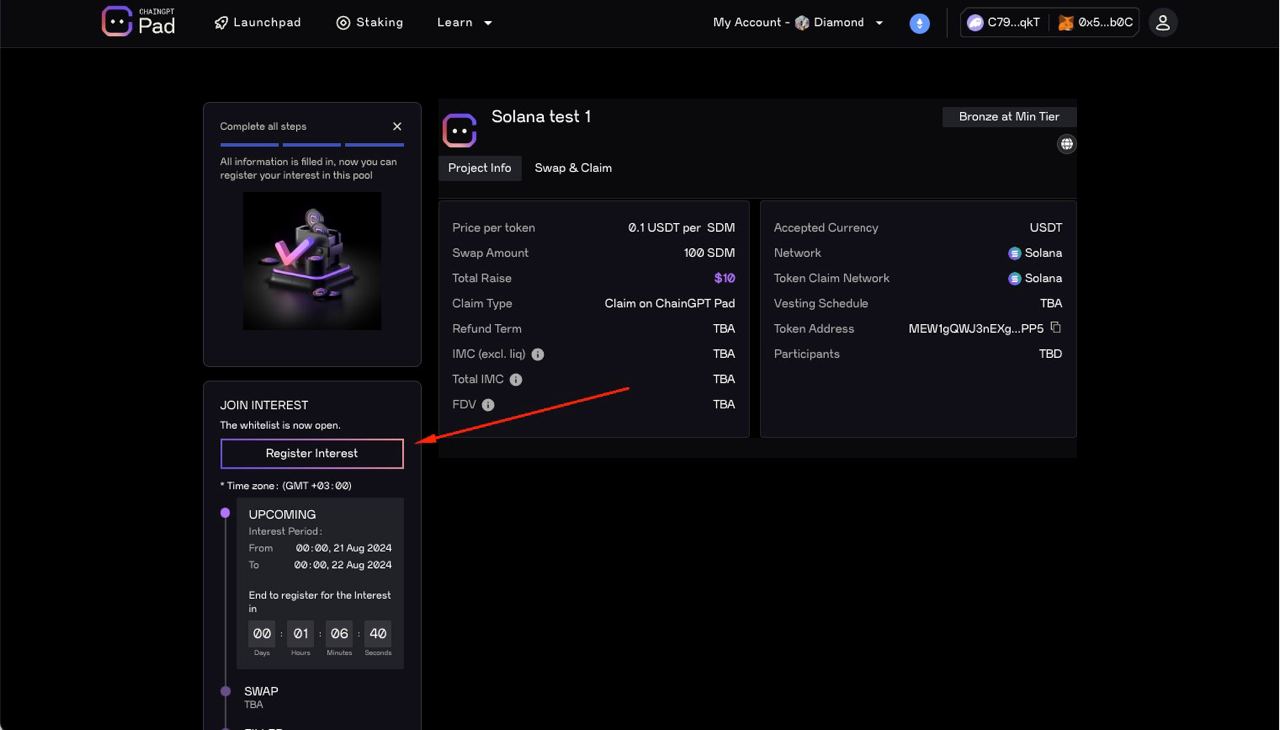 CHAINGPT
Pad
Launchpad
Staking
Learn
My Account - Diamond
C79...qkT
0x5...b0C
Complete all steps
All information is filled in, now you can
register your interest in this pool
JOIN INTEREST
The whitelist is now open.
Register Interest
* Time zone: (GMT +03:00)
UPCOMING
Interest Period:
From 00:00, 21 Aug 2024
To 00:00, 22 Aug 2024
End to register for the Interest
in
00 : 01 : 06 : 40
Days Hours Minutes Seconds
SWAP
TBA
Solana test 1
Bronze at Min Tier
Project Info
Swap & Claim
Price per token 0.1 USDT per SDM
Swap Amount 100 SDM
Total Raise $10
Claim Type Claim on ChainGPT Pad
Refund Term TBA
IMC (excl. liq) TBA
Total IMC TBA
FDV TBA
Accepted Currency USDT
Network Solana
Token Claim Network Solana
Vesting Schedule TBA
Token Address MEW1gQWJ3nEXg...PP5
Participants TBD